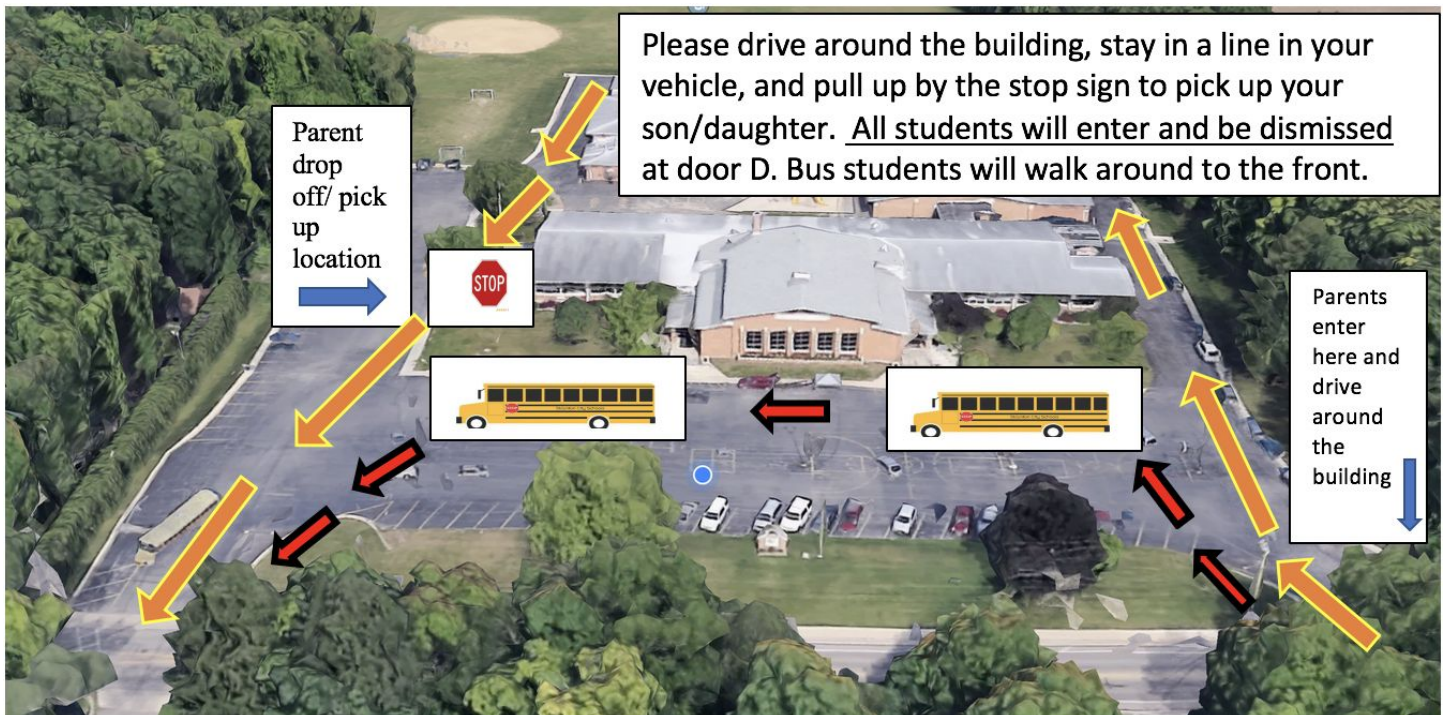 Please drive around the building, stay in a line in your
vehicle, and pull up by the stop sign to pick up your
son/daughter.  All students will enter and be dismissed
at door D. Bus students will walk around to the front.
Parent
drop
off/ pick
up
location
STOP
Parents
enter
here and
drive
around
the
building